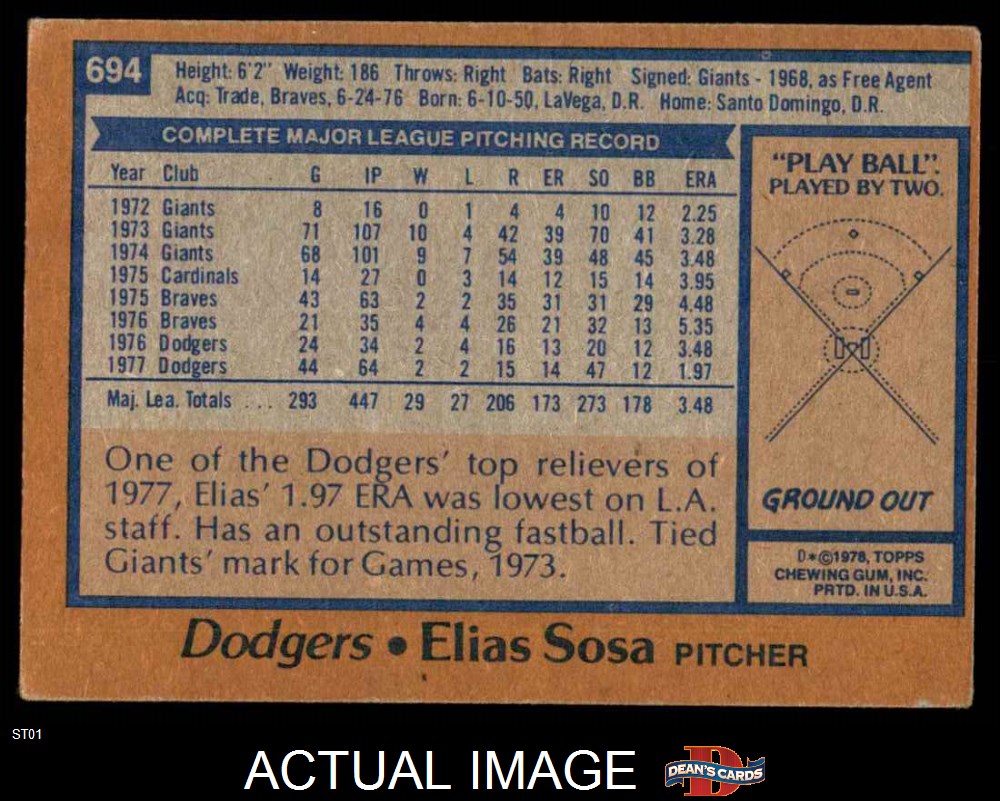 694
Height: 6'2" Weight: 186 Throws: Right Bats: Right Signed: Giants - 1968, as Free Agent
Acq: Trade, Braves, 6-24-76 Born: 6-10-50, LaVega, D.R. Home: Santo Domingo, D.R.
COMPLETE MAJOR LEAGUE PITCHING RECORD
Year Club G IP W L R ER SO BB ERA
1972 Giants 8 16 0 1 4 4 10 12 2.25
1973 Giants 71 107 10 4 42 39 70 41 3.28
1974 Giants 68 101 9 7 54 39 48 45 3.48
1975 Cardinals 14 27 0 3 14 12 15 14 3.95
1975 Braves 43 63 2 2 35 31 31 29 4.48
1976 Braves 21 35 4 4 26 21 32 13 5.35
1976 Dodgers 24 34 2 4 16 13 20 12 3.48
1977 Dodgers 44 64 2 2 15 14 47 12 1.97
Maj. Lea. Totals ... 293 447 29 27 206 173 273 178 3.48
One of the Dodgers' top relievers of
1977, Elias' 1.97 ERA was lowest on L.A.
staff. Has an outstanding fastball. Tied
Giants' mark for Games, 1973.
"PLAY BALL".
PLAYED BY TWO.
GROUND OUT
D*©1978, TOPPS
CHEWING GUM, INC.
PRTD. IN U.S.A.
Dodgers • Elias Sosa PITCHER
ST01
ACTUAL IMAGE
DEAN'S CARDS